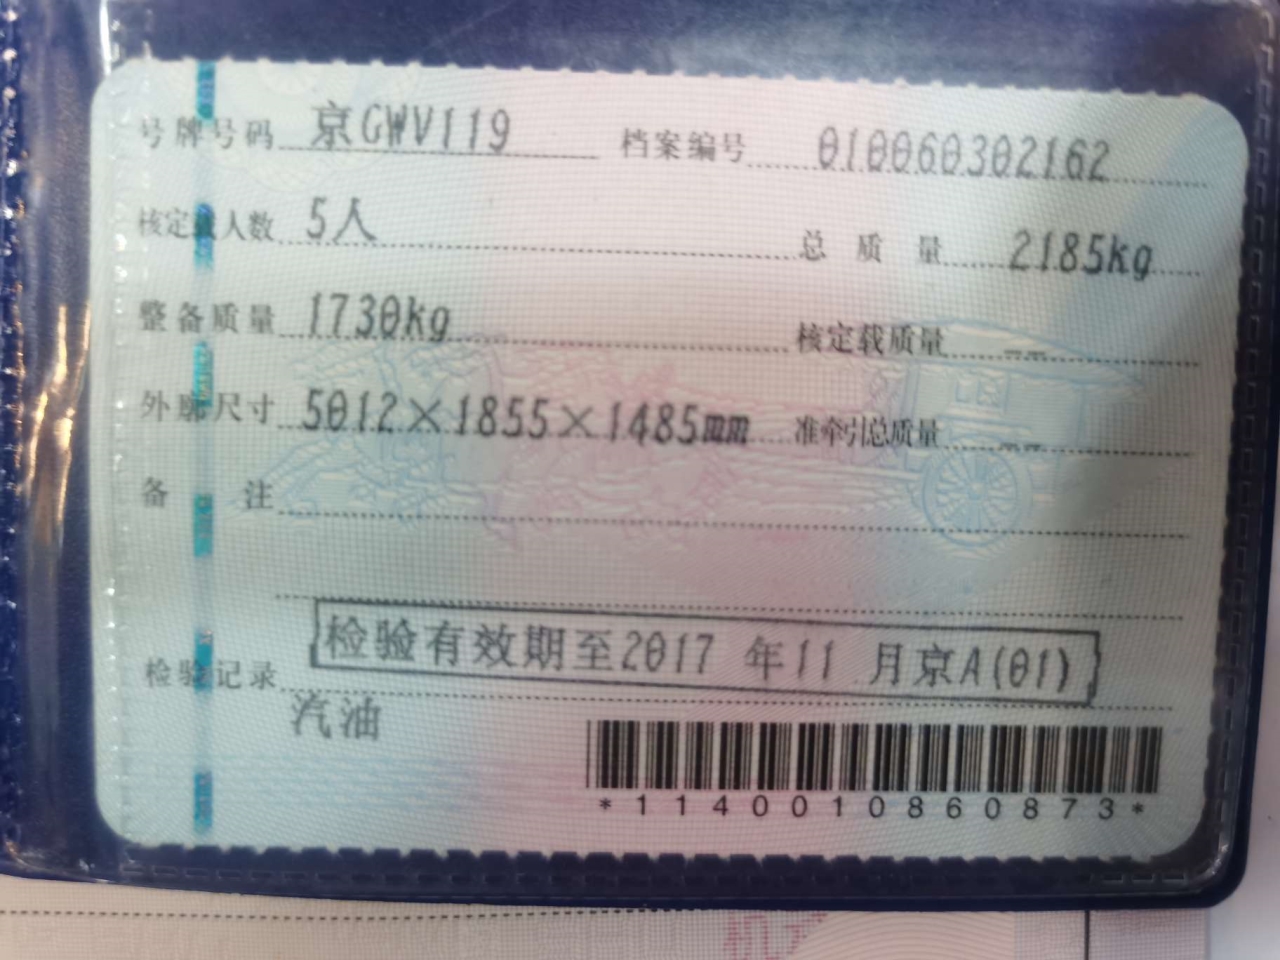 号牌号码 京GWV119 档案编号 010060302162
核定载人数 5人 总质量 2185kg
整备质量 1730kg 核定载质量 --
外廓尺寸 5012×1855×1485mm 准牵引总质量 --
备注
检验记录 检验有效期至2017 年11 月京A(01)
汽油
*1140010860873*
机